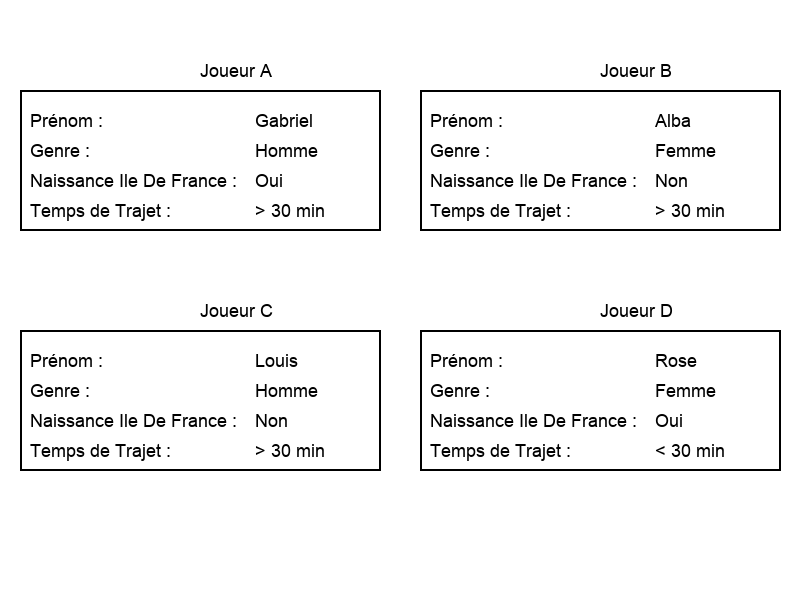 Joueur A
Prénom : Gabriel
Genre : Homme
Naissance Ile De France : Oui
Temps de Trajet : > 30 min
Joueur B
Prénom : Alba
Genre : Femme
Naissance Ile De France : Non
Temps de Trajet : > 30 min
Joueur C
Prénom : Louis
Genre : Homme
Naissance Ile De France : Non
Temps de Trajet : > 30 min
Joueur D
Prénom : Rose
Genre : Femme
Naissance Ile De France : Oui
Temps de Trajet : < 30 min